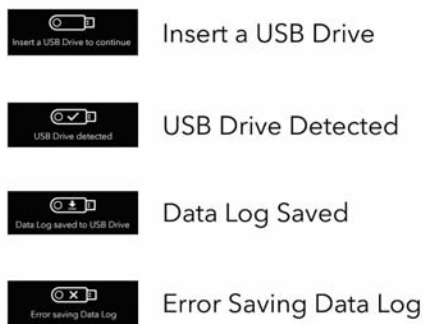 Insert a USB Drive to continue
Insert a USB Drive
USB Drive detected
USB Drive Detected
Data Log saved to USB Drive
Data Log Saved
Error saving Data Log
Error Saving Data Log